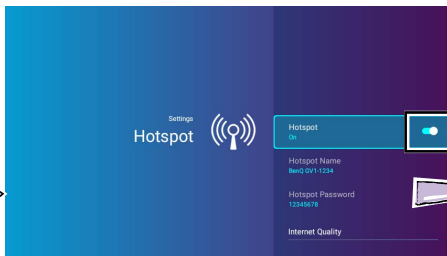 Settings
Hotspot
Hotspot
On
Hotspot Name
BenQ GV1-1234
Hotspot Password
12345678
Internet Quality